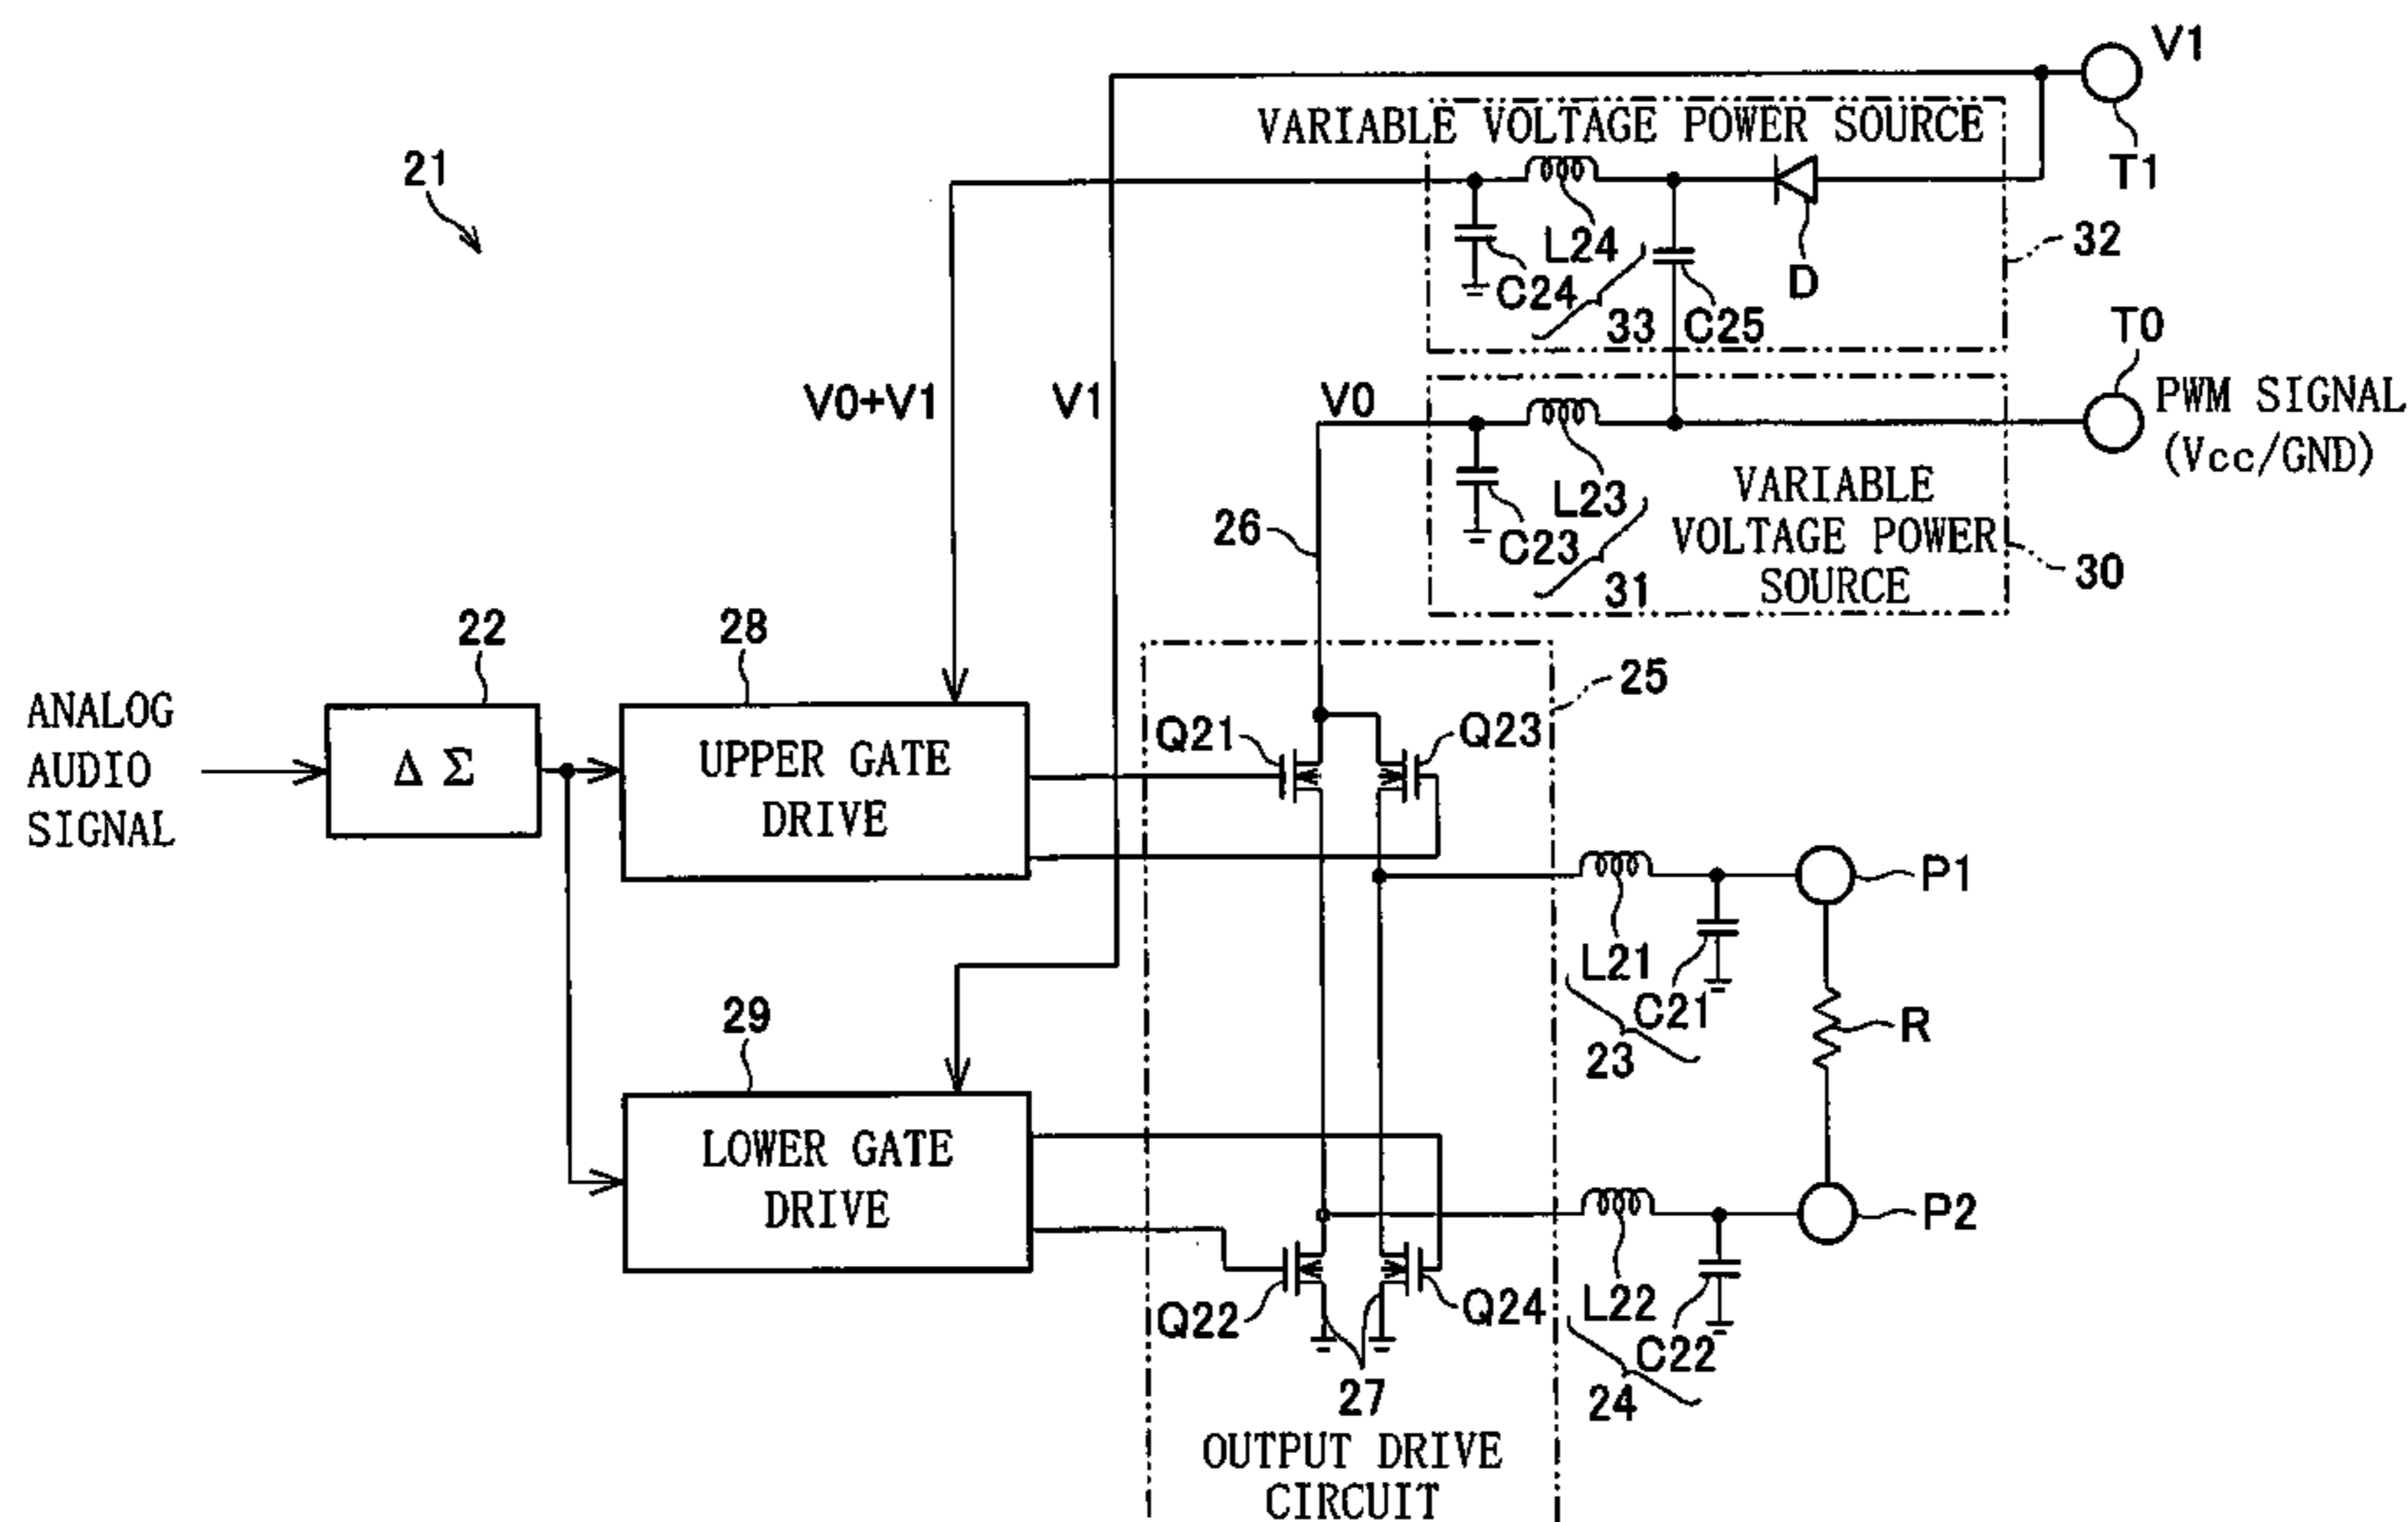 V1
VARIABLE VOLTAGE POWER SOURCE
T1
21
L24
32
C24
D
33
C25
T0
V0+V1
V1
V0
PWM SIGNAL
(Vcc/GND)
26
L23
C23
31
VARIABLE
VOLTAGE POWER
SOURCE
30
22
28
25
ANALOG
AUDIO
SIGNAL
Δ Σ
UPPER GATE
DRIVE
Q21
Q23
P1
L21
C21
23
R
29
LOWER GATE
DRIVE
P2
Q22
Q24
L22
C22
24
27
OUTPUT DRIVE
CIRCUIT